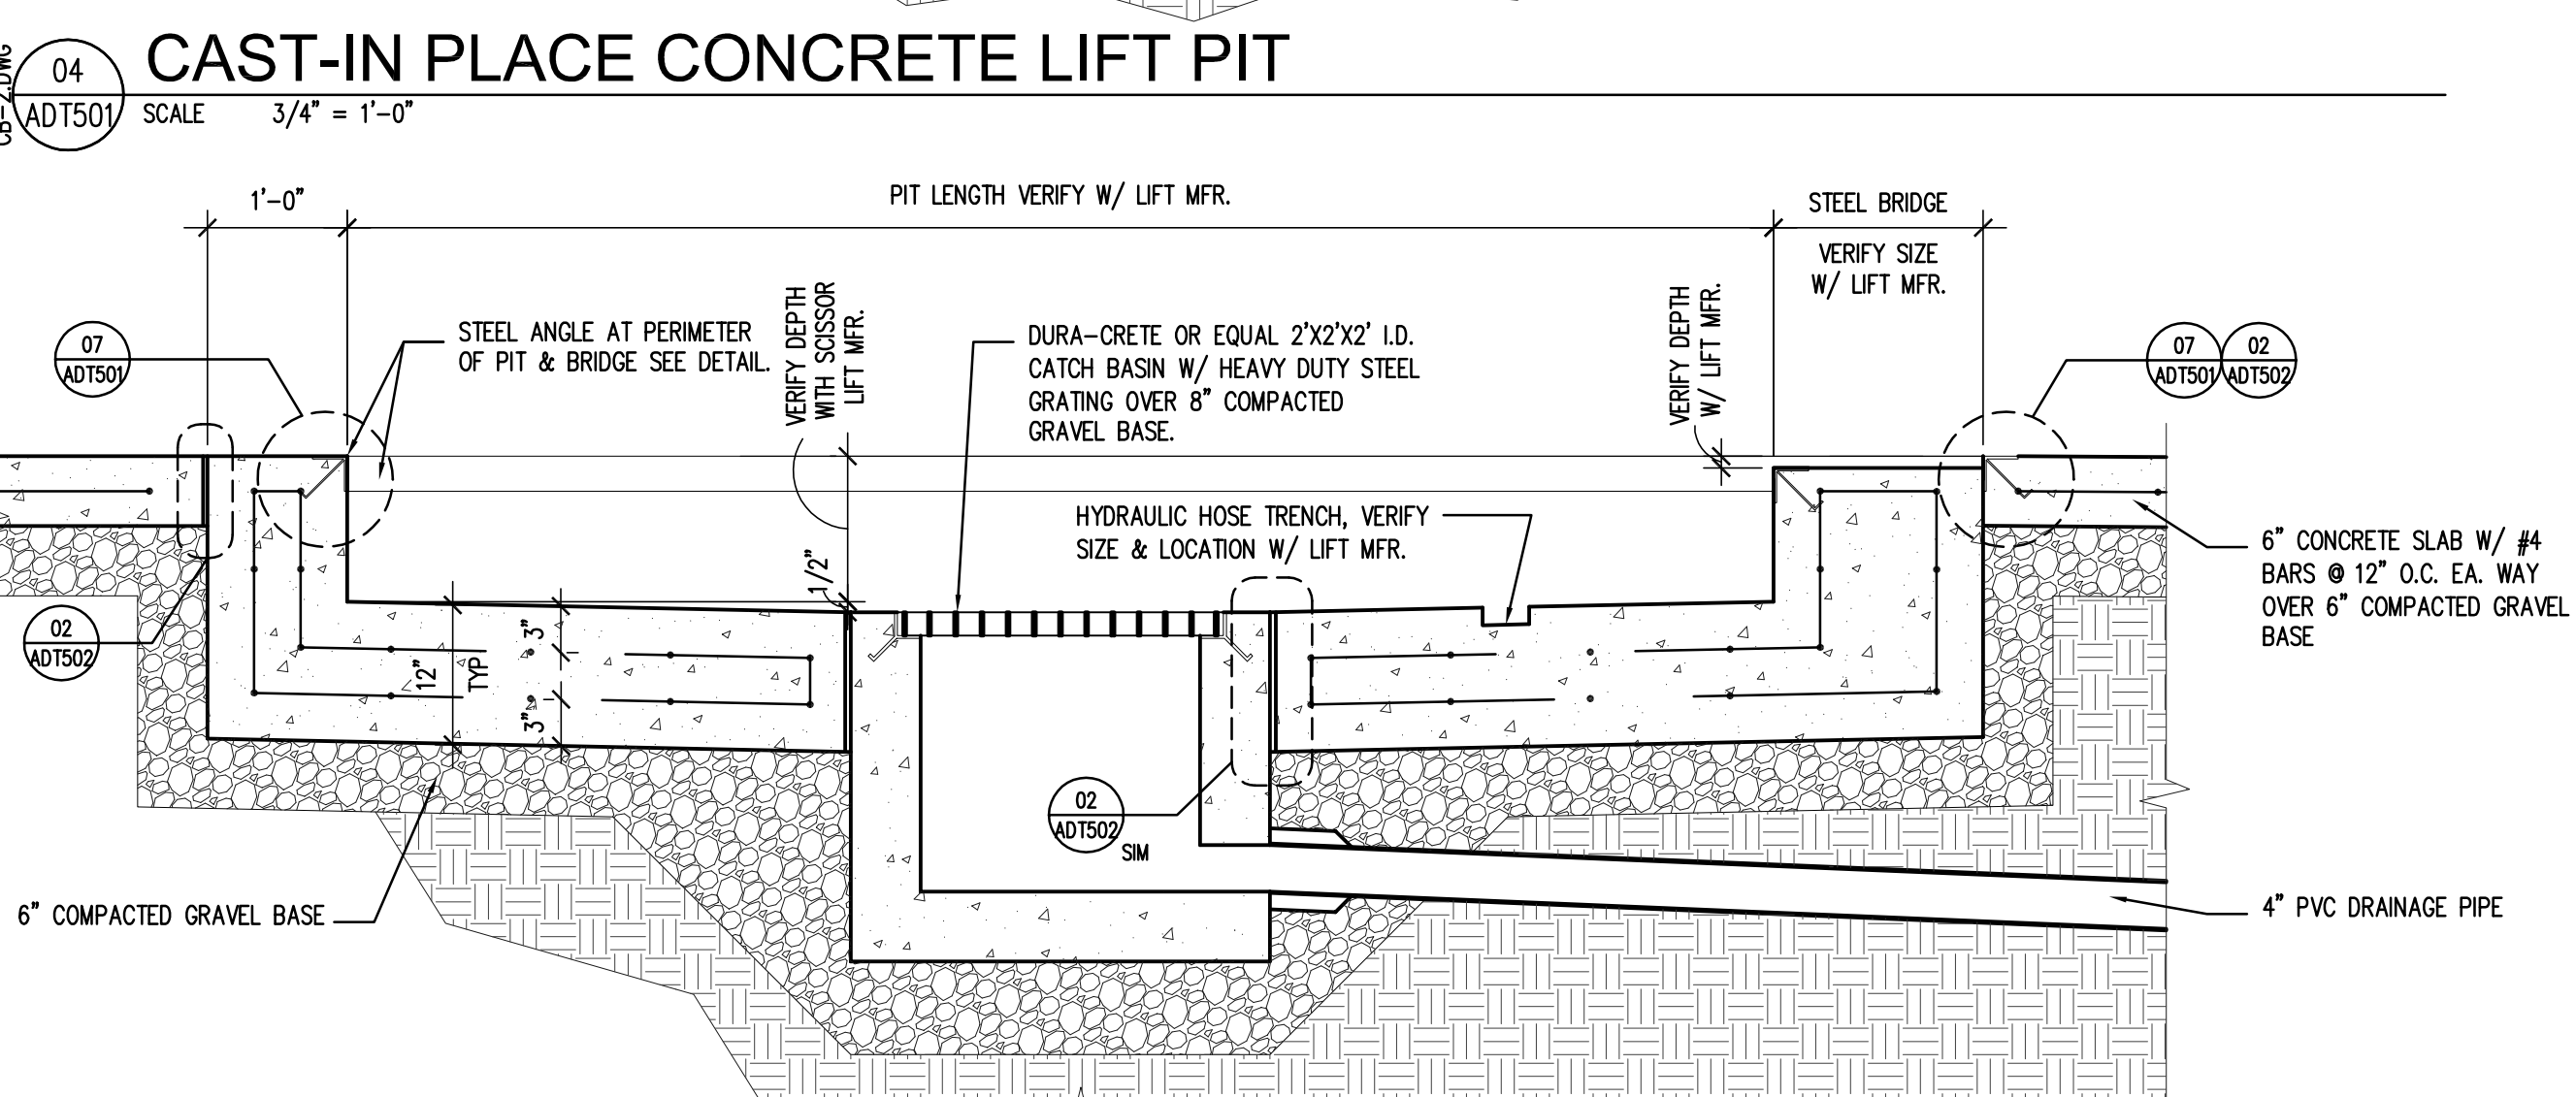 CB-2.DWG
04
ADT501
CAST-IN PLACE CONCRETE LIFT PIT
SCALE 3/4" = 1'-0"
1'-0"
PIT LENGTH VERIFY W/ LIFT MFR.
STEEL BRIDGE
VERIFY SIZE
W/ LIFT MFR.
07
ADT501
STEEL ANGLE AT PERIMETER
OF PIT & BRIDGE SEE DETAIL.
VERIFY DEPTH
WITH SCISSOR
LIFT MFR.
DURA-CRETE OR EQUAL 2'X2'X2' I.D.
CATCH BASIN W/ HEAVY DUTY STEEL
GRATING OVER 8" COMPACTED
GRAVEL BASE.
VERIFY DEPTH
W/ LIFT MFR.
07
ADT501
02
ADT502
HYDRAULIC HOSE TRENCH, VERIFY
SIZE & LOCATION W/ LIFT MFR.
6" CONCRETE SLAB W/ #4
BARS @ 12" O.C. EA. WAY
OVER 6" COMPACTED GRAVEL
BASE
1/2"
02
ADT502
12"
TYP
3"
3"
02
ADT502
SIM
6" COMPACTED GRAVEL BASE
4" PVC DRAINAGE PIPE